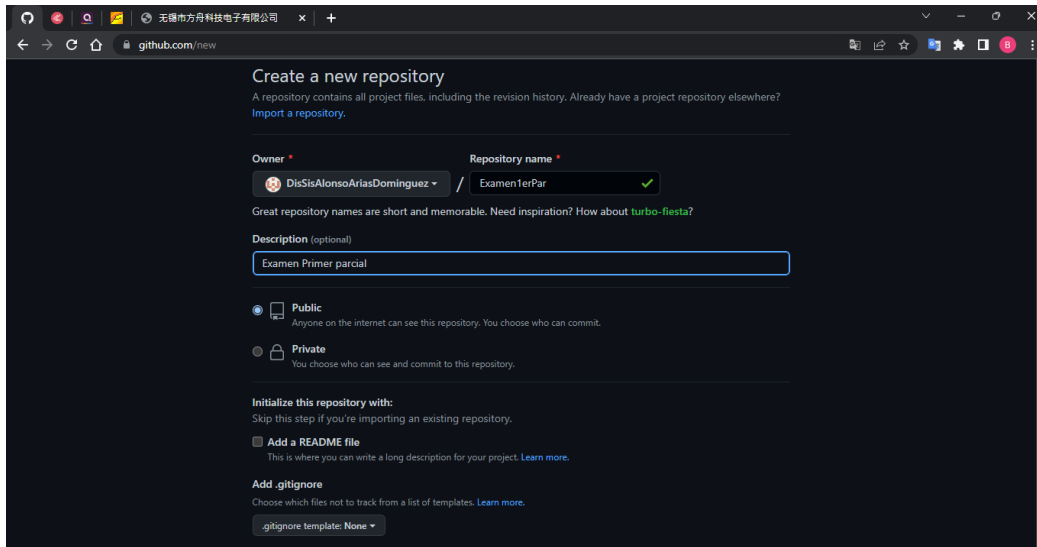 无锡市方舟科技电子有限公司
github.com/new
B
Create a new repository
A repository contains all project files, including the revision history. Already have a project repository elsewhere?
Import a repository.
Owner *
Repository name *
DisSisAlonsoAriasDominguez
/
Examen1erPar
Great repository names are short and memorable. Need inspiration? How about turbo-fiesta?
Description (optional)
Examen Primer parcial
Public
Anyone on the internet can see this repository. You choose who can commit.
Private
You choose who can see and commit to this repository.
Initialize this repository with:
Skip this step if you're importing an existing repository.
Add a README file
This is where you can write a long description for your project. Learn more.
Add .gitignore
Choose which files not to track from a list of templates. Learn more.
.gitignore template: None